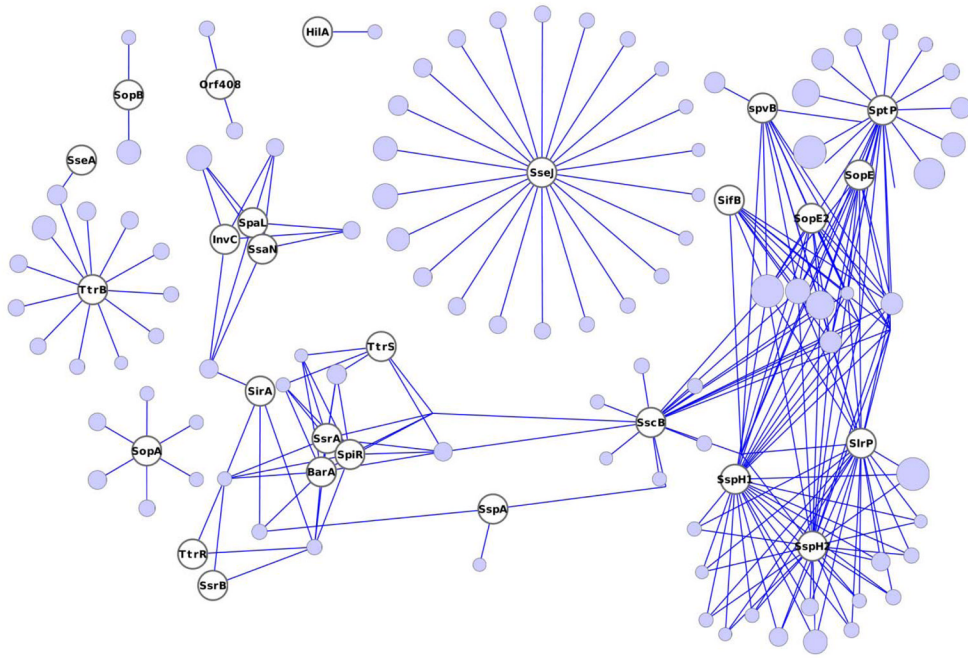 HilA
SopB
Orf408
spvB
SptP
SseA
SseJ
SopE
SifB
SopE2
SpaL
InvC
SsaN
TtrB
TtrS
SirA
SscB
SsrA
SlrP
SopA
SpiR
BarA
SspH1
SspA
SspH2
TtrR
SsrB